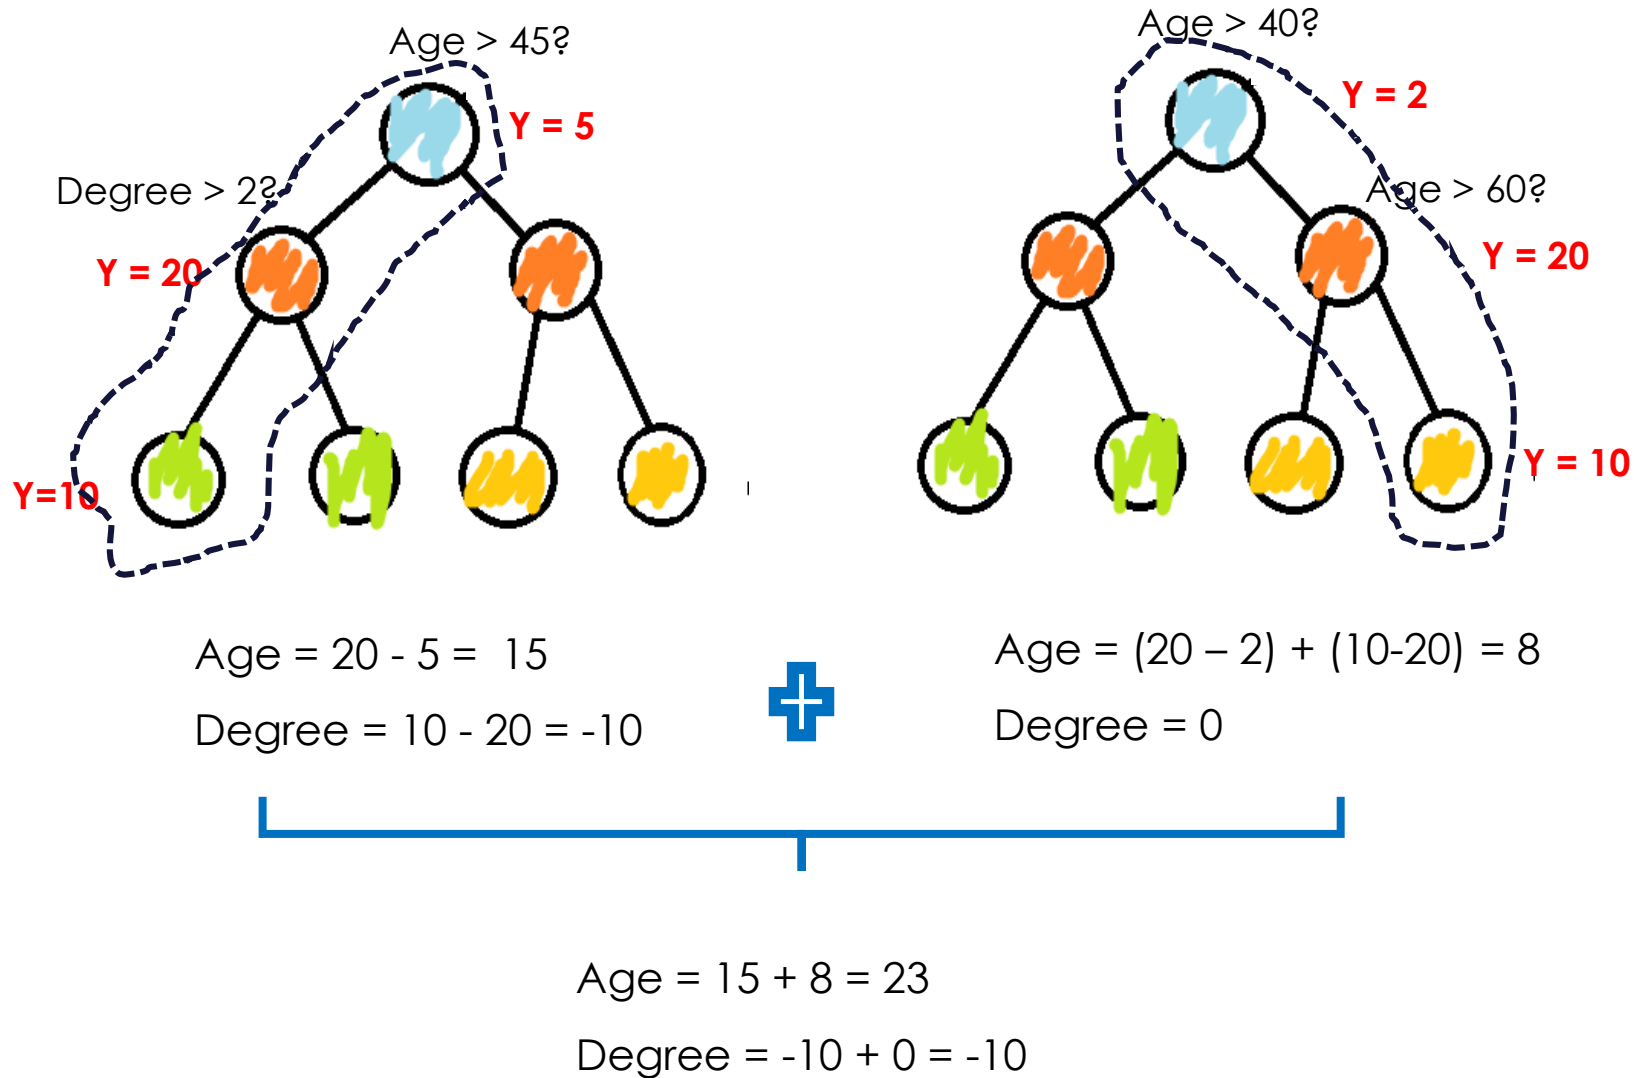 Age > 45?
Y = 5
Degree > 2?
Y = 20
Y=10
Age > 40?
Y = 2
Age > 60?
Y = 20
Y = 10
Age = 20 - 5 = 15
Degree = 10 - 20 = -10
Age = (20 – 2) + (10-20) = 8
Degree = 0
Age = 15 + 8 = 23
Degree = -10 + 0 = -10